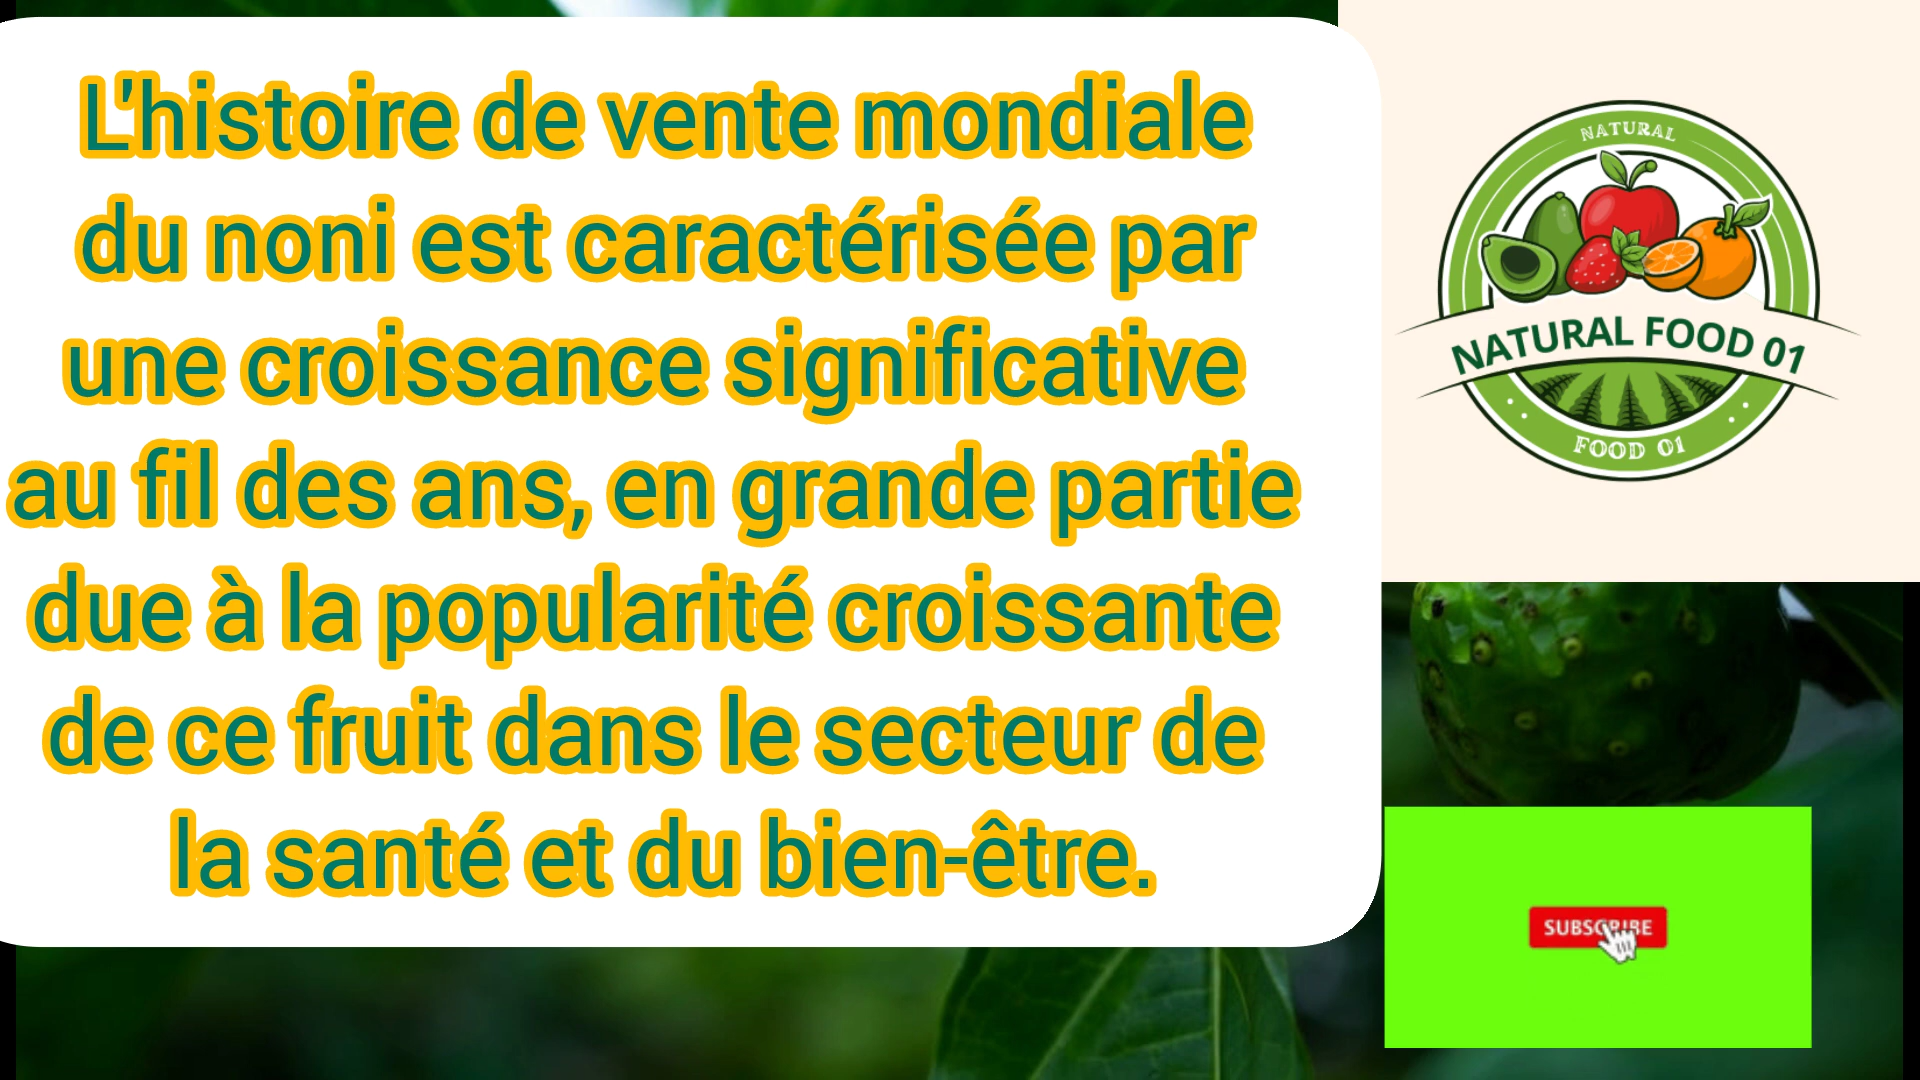 L'histoire de vente mondiale
du noni est caractérisée par
une croissance significative
au fil des ans, en grande partie
due à la popularité croissante
de ce fruit dans le secteur de
la santé et du bien-être.
NATURAL
NATURAL FOOD 01
FOOD 01
SUBSCRIBE